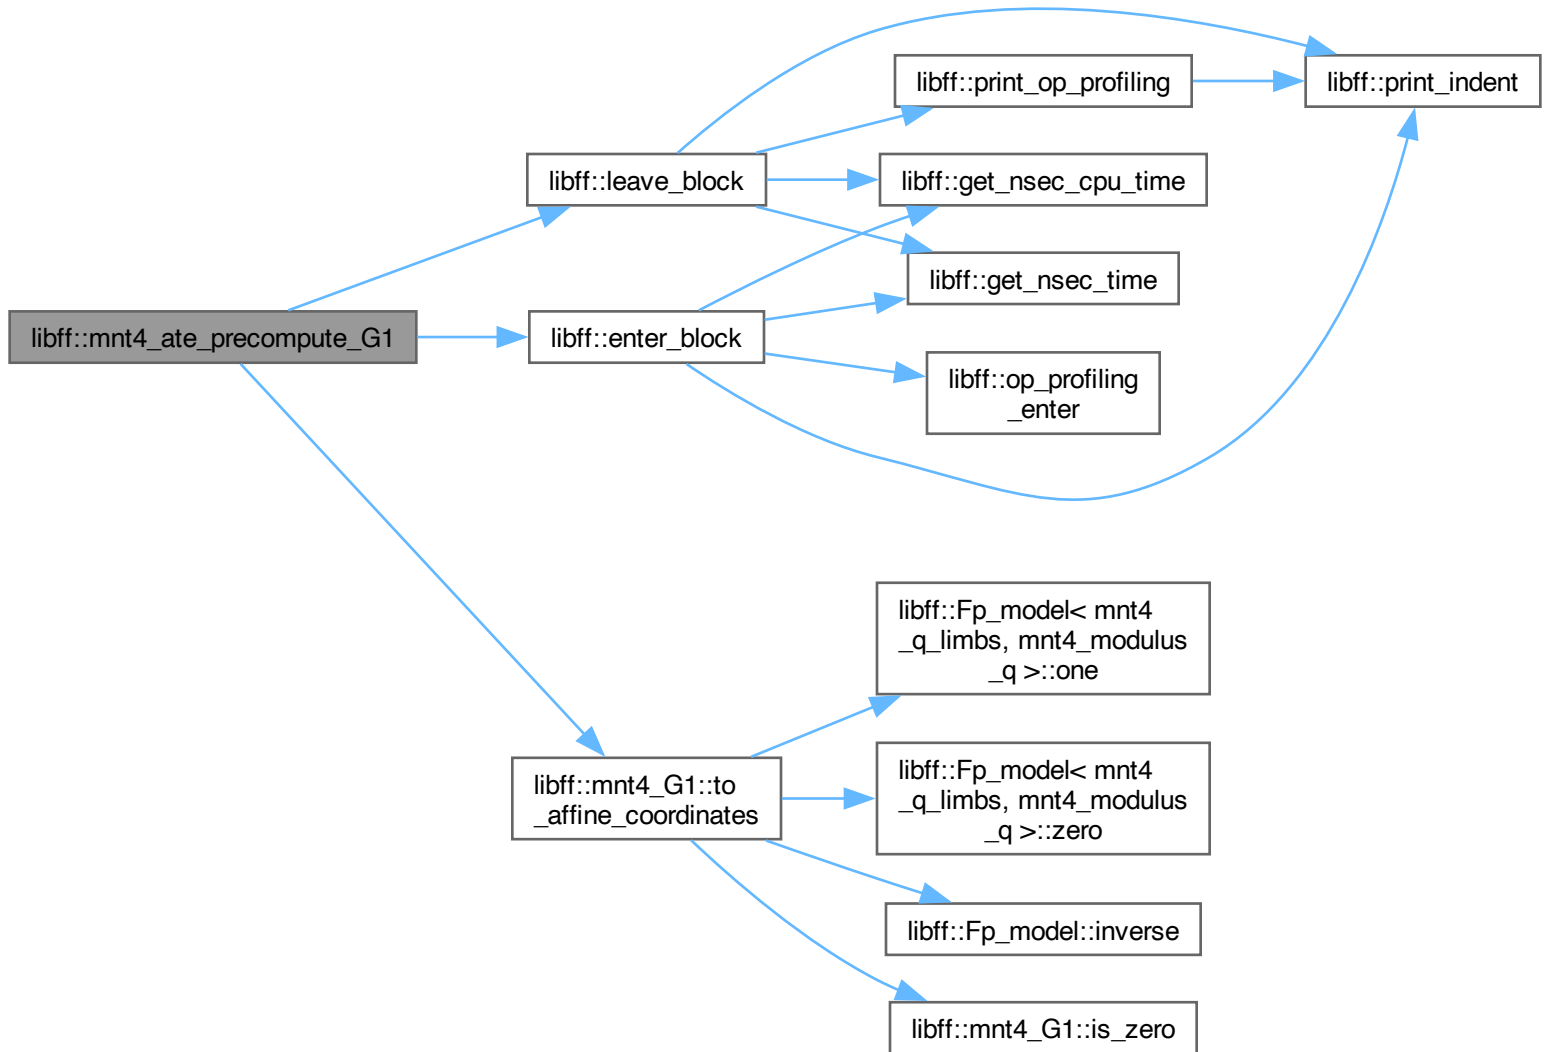 libff::print_op_profiling
libff::print_indent
libff::leave_block
libff::get_nsec_cpu_time
libff::get_nsec_time
libff::mnt4_ate_precompute_G1
libff::enter_block
libff::op_profiling
_enter
libff::Fp_model< mnt4
_q_limbs, mnt4_modulus
_q >::one
libff::mnt4_G1::to
_affine_coordinates
libff::Fp_model< mnt4
_q_limbs, mnt4_modulus
_q >::zero
libff::Fp_model::inverse
libff::mnt4_G1::is_zero